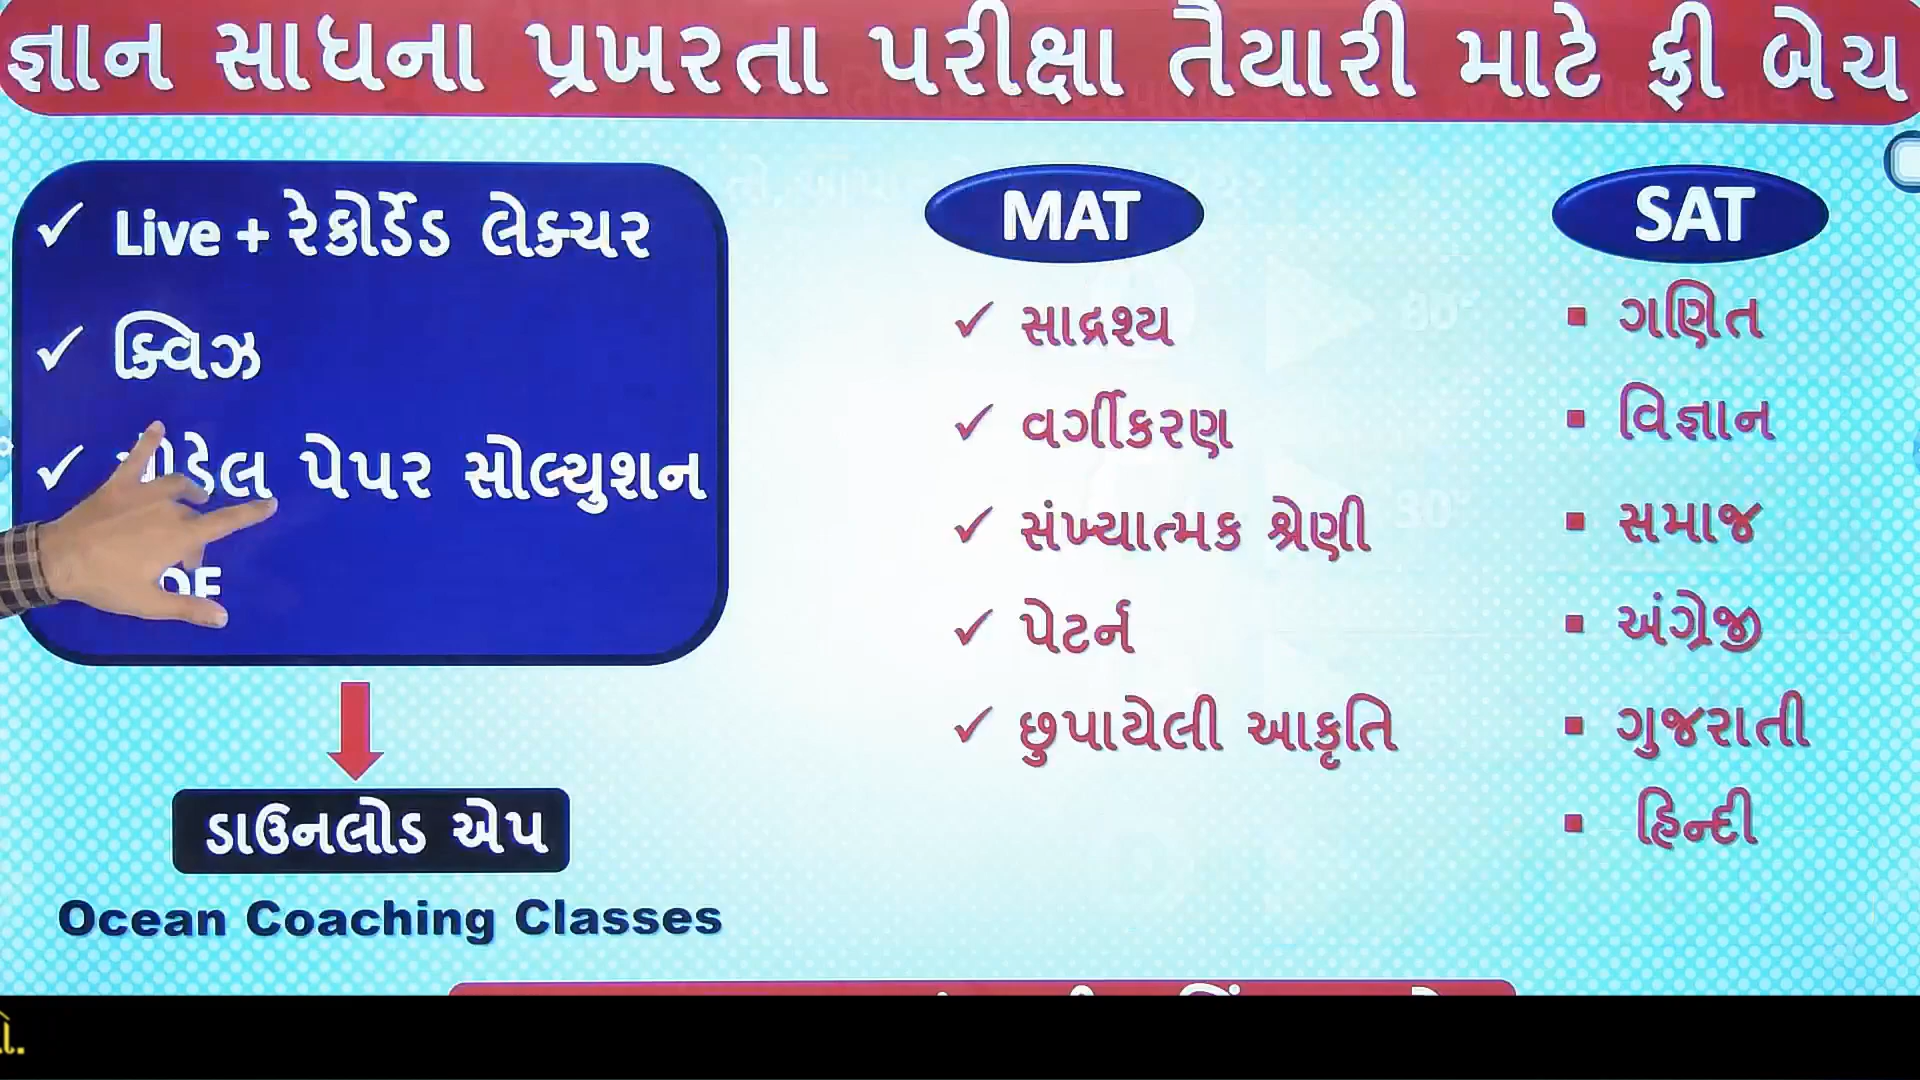 જ્ઞાન સાધના પ્રખરતા પરીક્ષા તૈયારી માટે ફ્રી બેચ
✓ Live + રેકોર્ડેડ લેક્ચર
✓ ક્વિઝ
✓ પેપર સોલ્યુશન
ડાઉનલોડ એપ
Ocean Coaching Classes
MAT
✓ સાદ્રશ્ય
✓ વર્ગીકરણ
✓ સંખ્યાત્મક શ્રેણી
✓ પેટર્ન
✓ છુપાયેલી આકૃતિ
SAT
▪ ગણિત
▪ વિજ્ઞાન
▪ સમાજ
▪ અંગ્રેજી
▪ ગુજરાતી
▪ હિન્દી